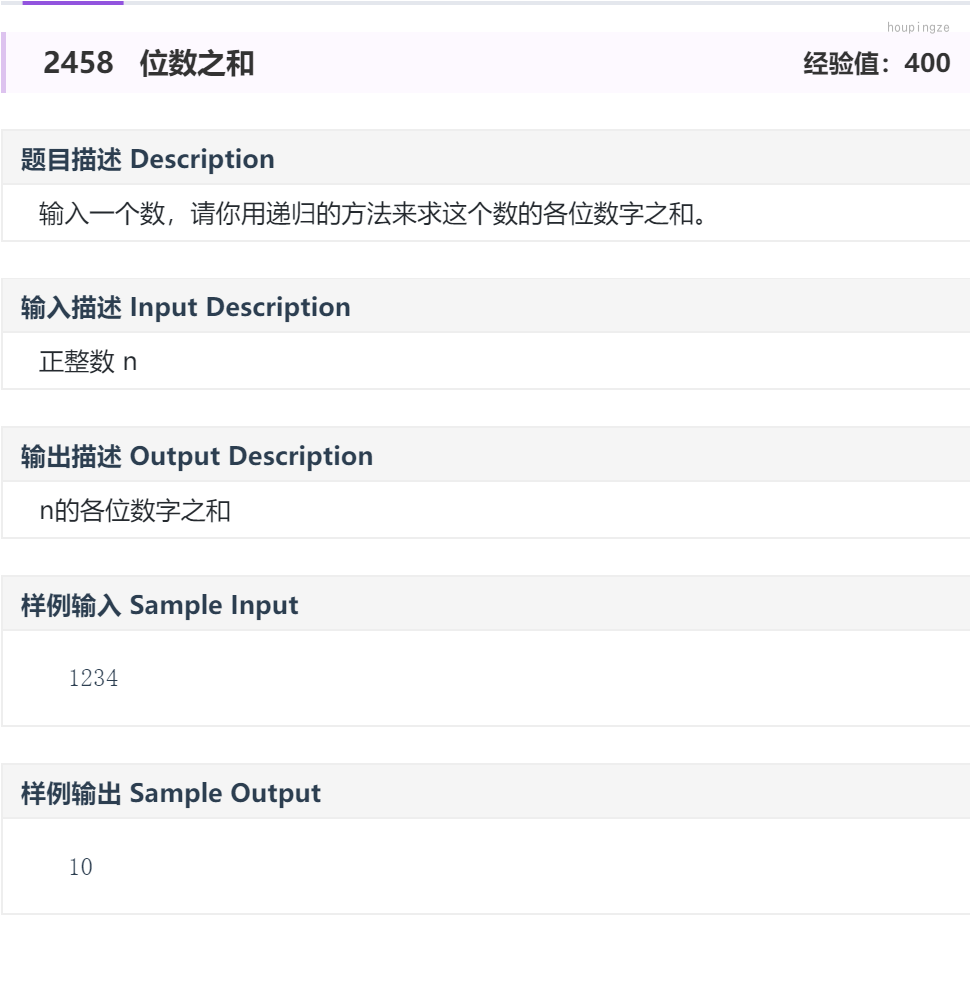 houpingze
2458 位数之和 经验值：400
题目描述 Description
输入一个数，请你用递归的方法来求这个数的各位数字之和。
输入描述 Input Description
正整数 n
输出描述 Output Description
n的各位数字之和
样例输入 Sample Input
1234
样例输出 Sample Output
10